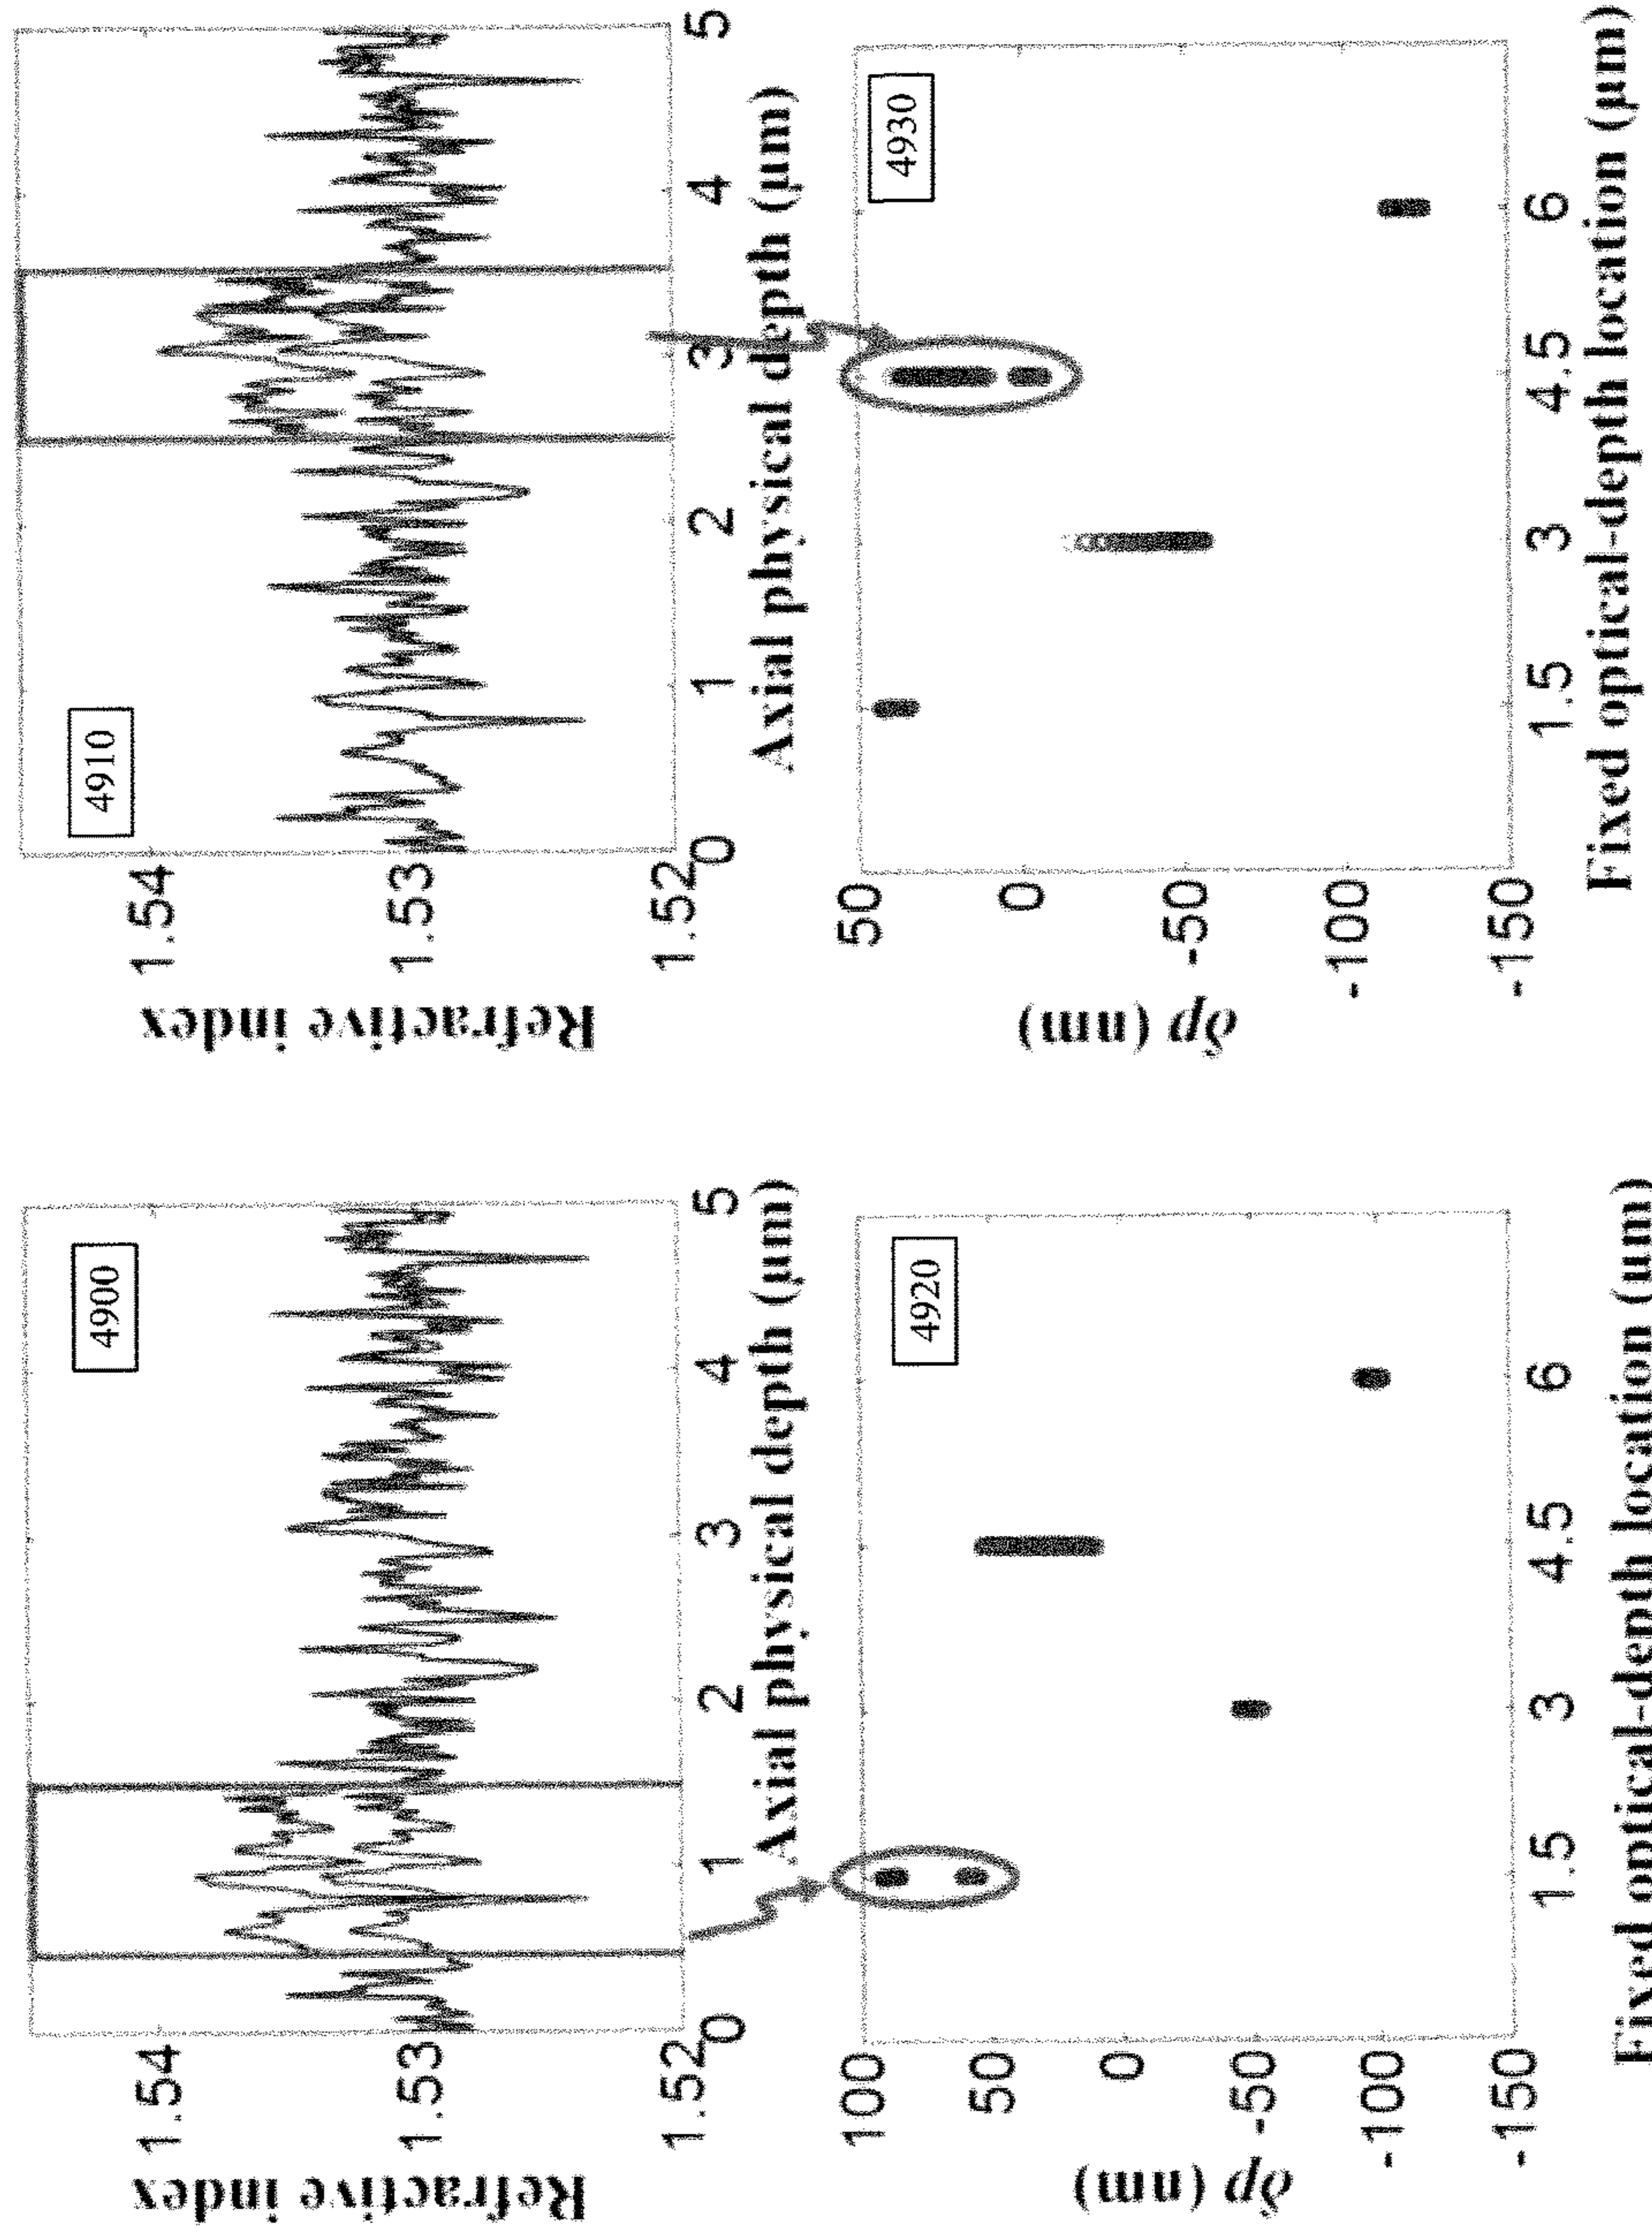 Refractive index
1.54
1.53
1.52
4900
0 1 2 3 4 5
Axial physical depth (μm)
Refractive index
1.54
1.53
1.52
4910
0 1 2 3 4 5
Axial physical depth (μm)
δp (nm)
100
50
0
-50
-100
-150
4920
1.5 3 4.5 6
Fixed optical-depth location (μm)
δp (nm)
50
0
-50
-100
-150
4930
1.5 3 4.5 6
Fixed optical-depth location (μm)